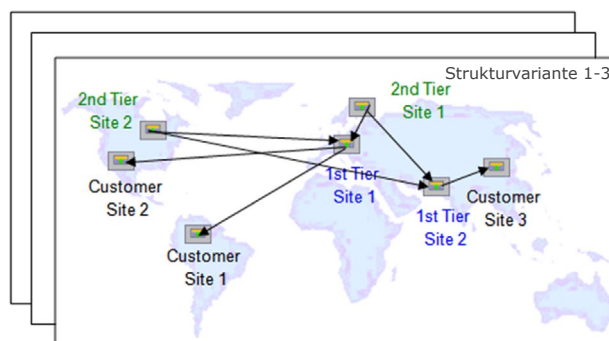 Strukturvariante 1-3
2nd Tier
Site 2
2nd Tier
Site 1
Customer
Site 2
1st Tier
Site 1
1st Tier
Site 2
Customer
Site 3
Customer
Site 1